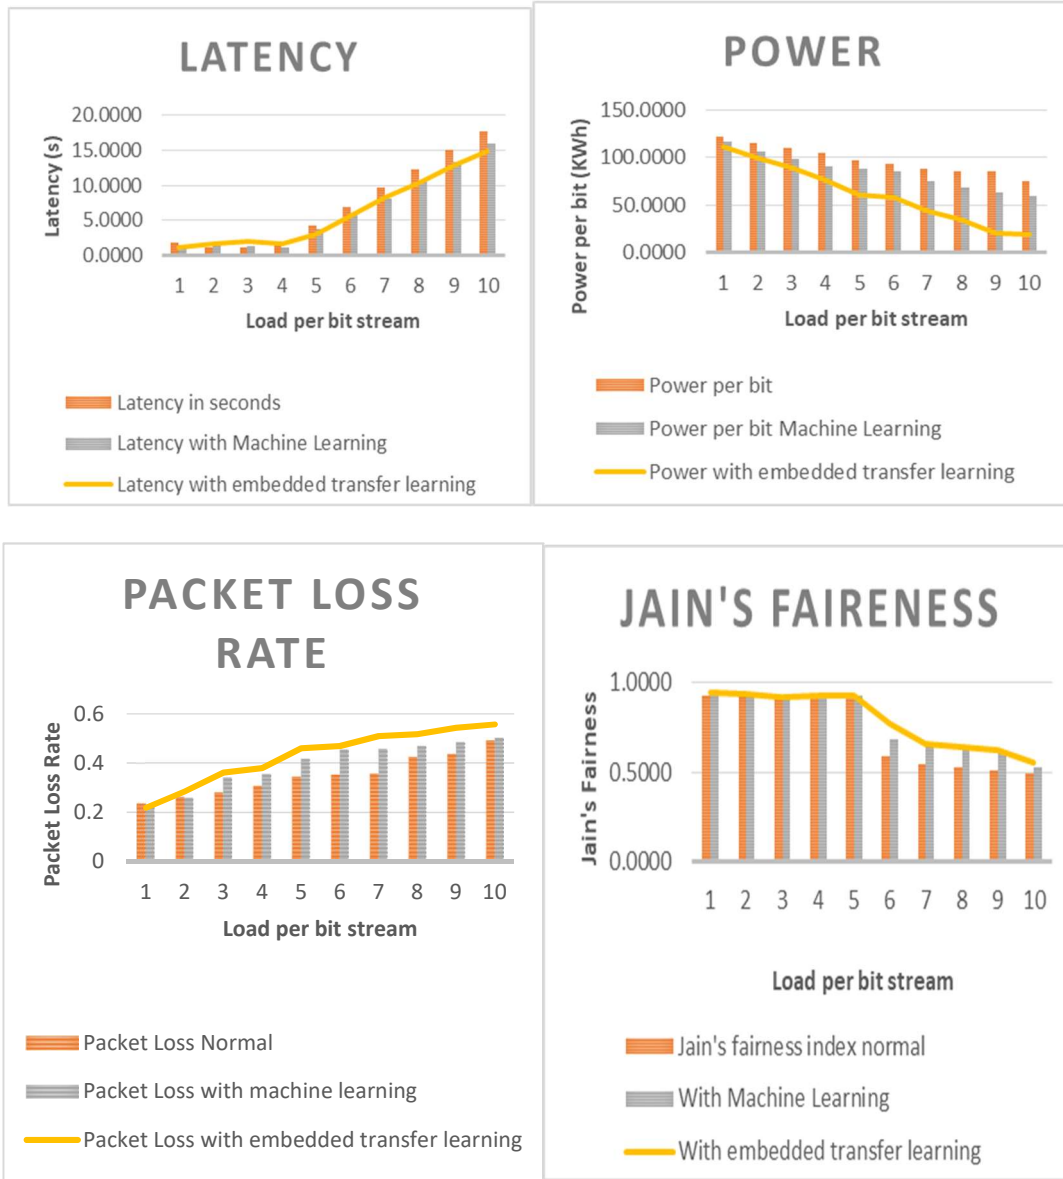 LATENCY
20.0000
15.0000
10.0000
5.0000
0.0000
Latency (s)
1 2 3 4 5 6 7 8 9 10
Load per bit stream
Latency in seconds
Latency with Machine Learning
Latency with embedded transfer learning
POWER
150.0000
100.0000
50.0000
0.0000
Power per bit (KWh)
1 2 3 4 5 6 7 8 9 10
Load per bit stream
Power per bit
Power per bit Machine Learning
Power with embedded transfer learning
PACKET LOSS
RATE
0.6
0.4
0.2
0
Packet Loss Rate
1 2 3 4 5 6 7 8 9 10
Load per bit stream
Packet Loss Normal
Packet Loss with machine learning
Packet Loss with embedded transfer learning
JAIN'S FAIRENESS
1.0000
0.5000
0.0000
Jain's Fairness
1 2 3 4 5 6 7 8 9 10
Load per bit stream
Jain's fairness index normal
With Machine Learning
With embedded transfer learning